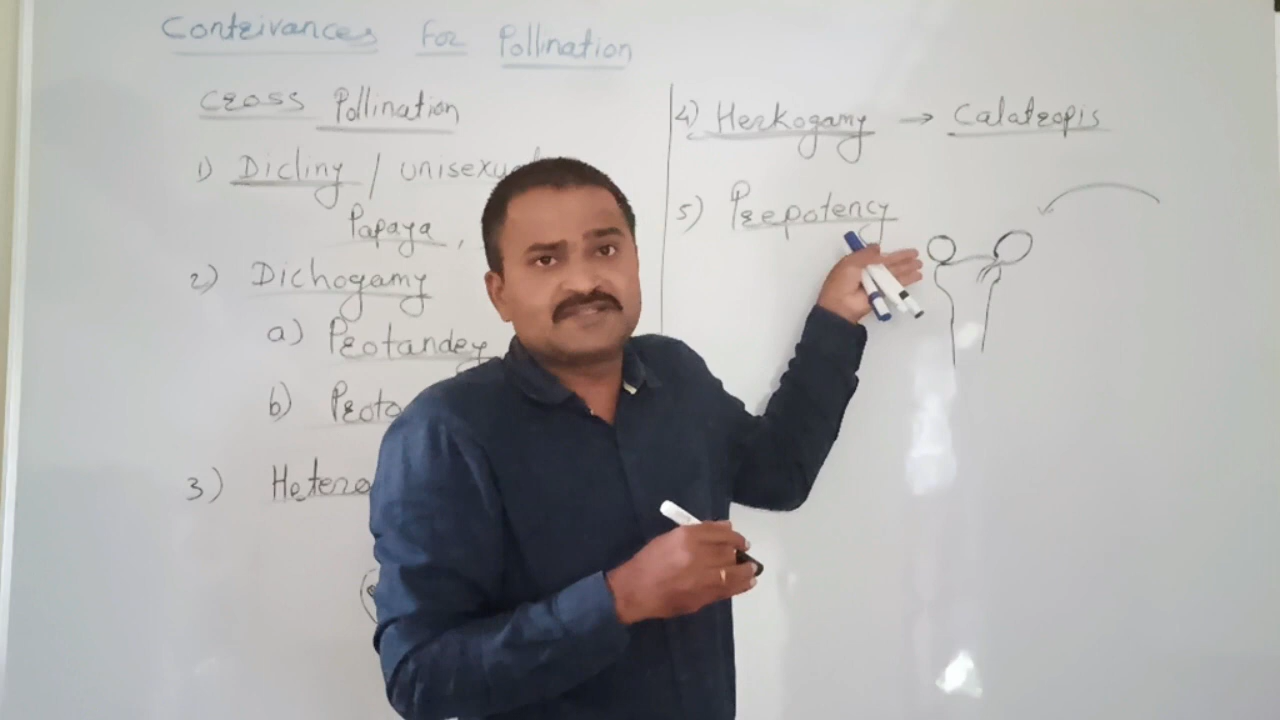 Contrivances For Pollination
Cross Pollination
1) Dicliny / unisexu
Papaya ,
2) Dichogamy
a) Protandry
b) Proto
3) Hetero
4) Herkogamy → Calatropis
5) Prepotency